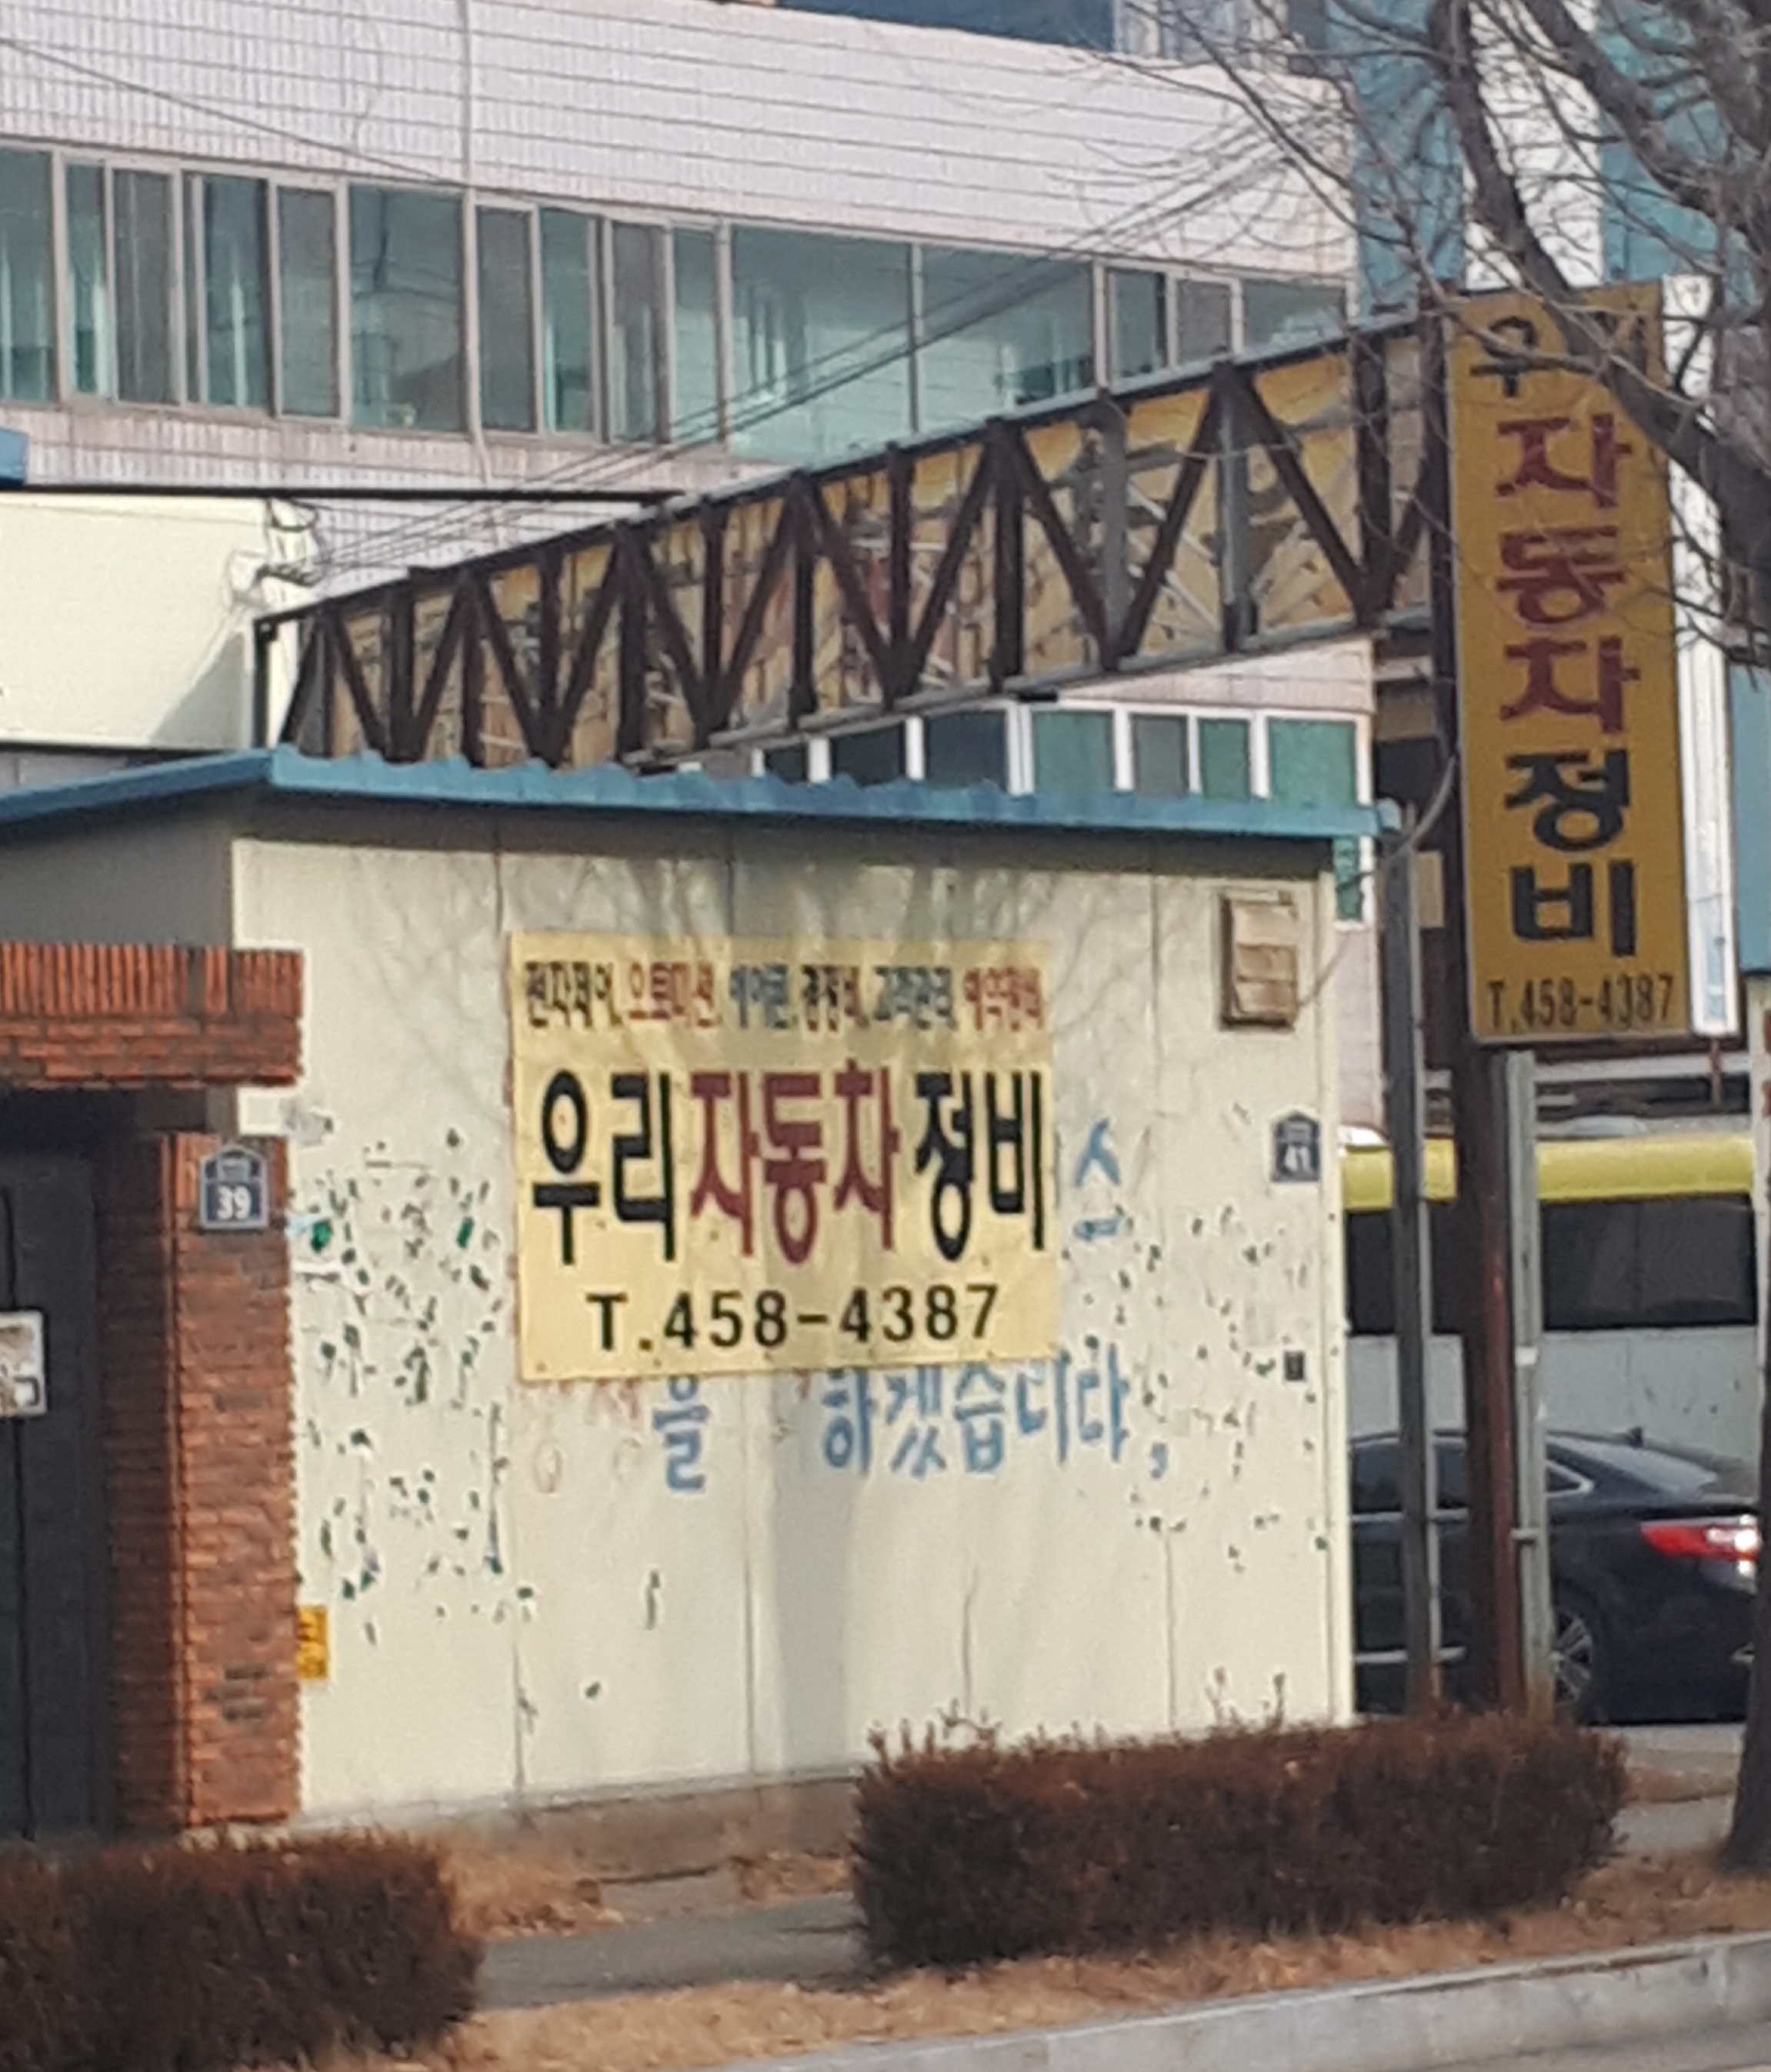 우리
자
동
차
정
비
T.458-4387
전자제어, 오토미션, 에어콘, 경정비, 고객관리, 예약정비
우리자동차정비
T.458-4387
39
41
스
을 하겠습니다,